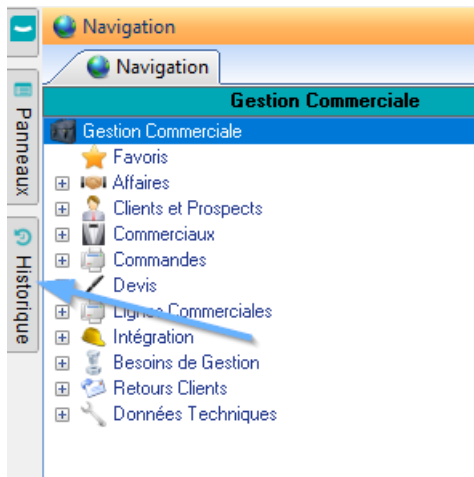 Navigation
Navigation
Gestion Commerciale
Gestion Commerciale
Favoris
Affaires
Clients et Prospects
Commerciaux
Commandes
Devis
Lignes Commerciales
Intégration
Besoins de Gestion
Retours Clients
Données Techniques
Panneaux
Historique